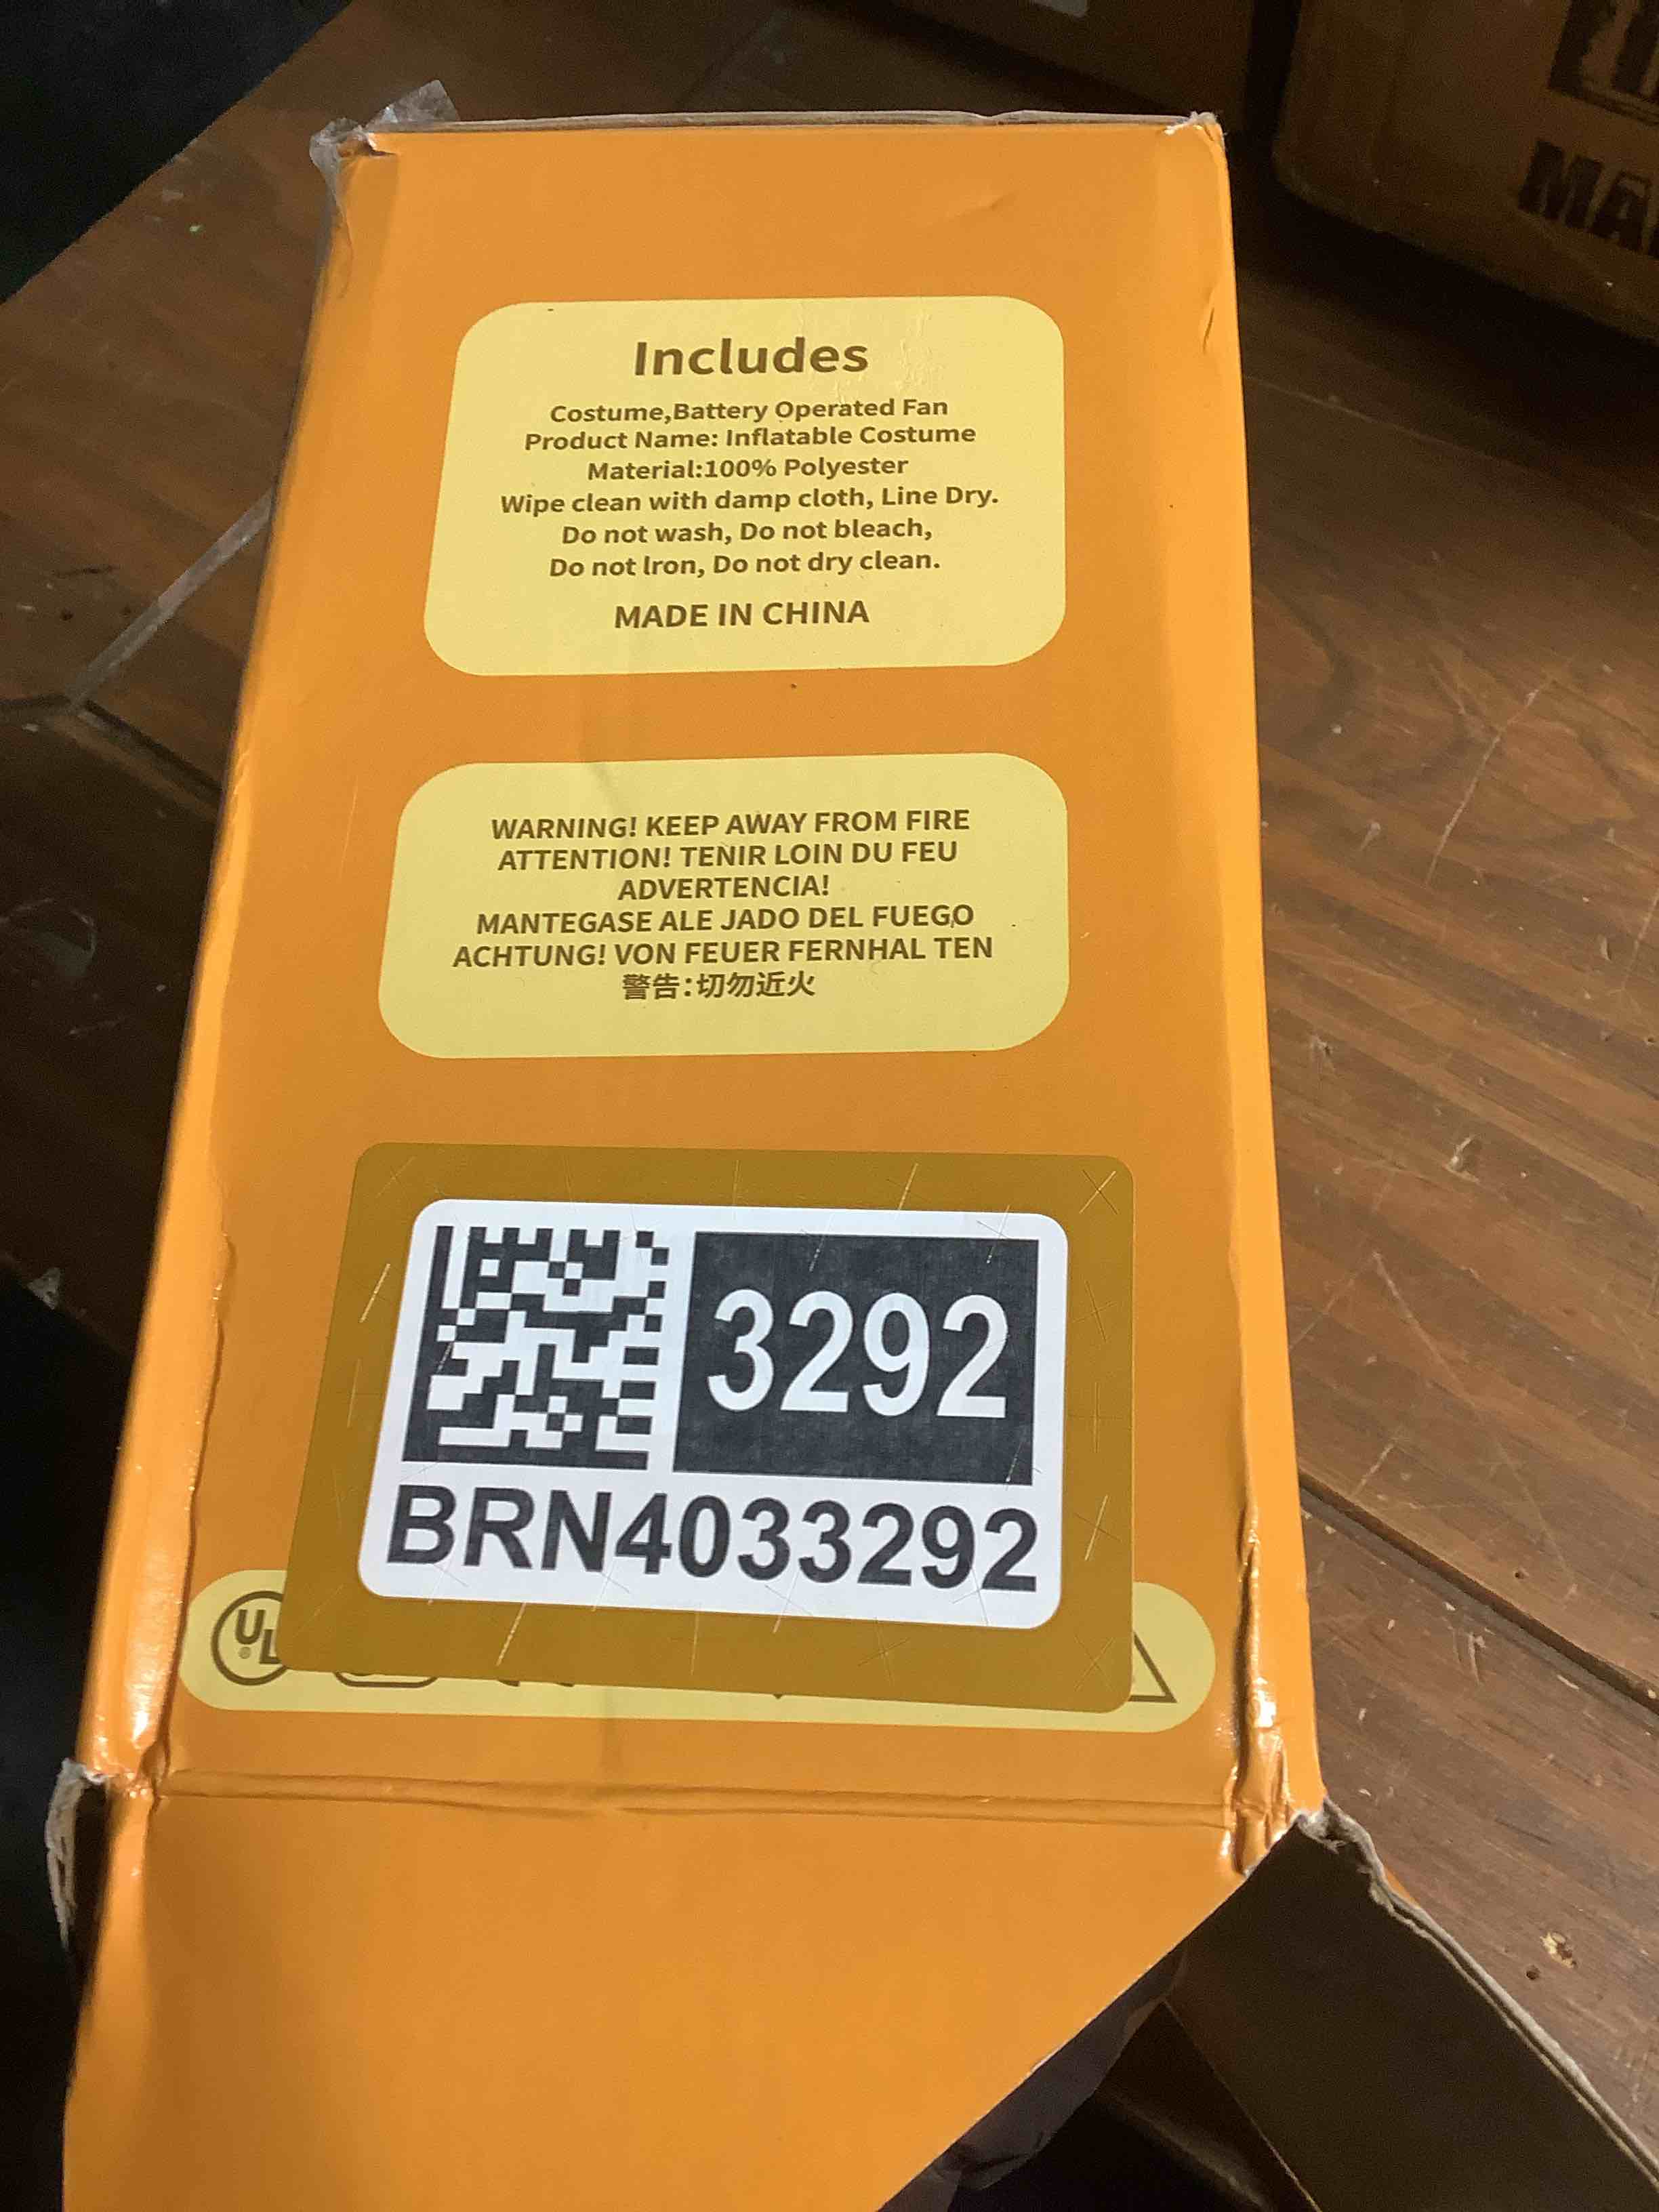 MA
Includes
Costume,Battery Operated Fan
Product Name: Inflatable Costume
Material:100% Polyester
Wipe clean with damp cloth, Line Dry.
Do not wash, Do not bleach,
Do not lron, Do not dry clean.
MADE IN CHINA
WARNING! KEEP AWAY FROM FIRE
ATTENTION! TENIR LOIN DU FEU
ADVERTENCIA!
MANTEGASE ALE JADO DEL FUEGO
ACHTUNG! VON FEUER FERNHAL TEN
警告:切勿近火
3292
BRN4033292
UL